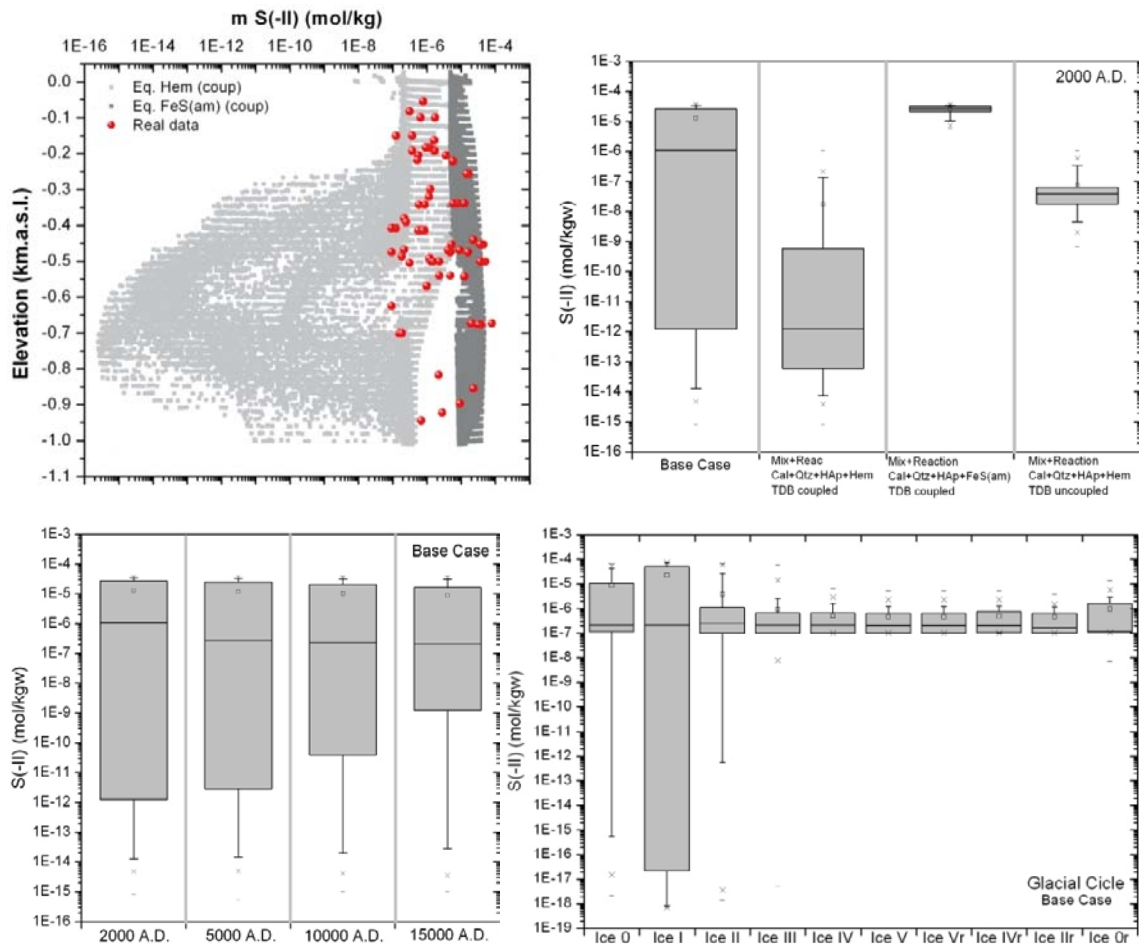 m S(-II) (mol/kg)
1E-16 1E-14 1E-12 1E-10 1E-8 1E-6 1E-4
Eq. Hem (coup)
Eq. FeS(am) (coup)
Real data
Elevation (km.a.s.l.)
0.0
-0.1
-0.2
-0.3
-0.4
-0.5
-0.6
-0.7
-0.8
-0.9
-1.0
-1.1
2000 A.D.
S(-II) (mol/kgw)
1E-3
1E-4
1E-5
1E-6
1E-7
1E-8
1E-9
1E-10
1E-11
1E-12
1E-13
1E-14
1E-15
1E-16
Base Case
Mix+Reac
Cal+Qtz+HAp+Hem
TDB coupled
Mix+Reaction
Cal+Qtz+HAp+FeS(am)
TDB coupled
Mix+Reaction
Cal+Qtz+HAp+Hem
TDB uncoupled
Base Case
S(-II) (mol/kgw)
1E-3
1E-4
1E-5
1E-6
1E-7
1E-8
1E-9
1E-10
1E-11
1E-12
1E-13
1E-14
1E-15
1E-16
2000 A.D. 5000 A.D. 10000 A.D. 15000 A.D.
S(-II) (mol/kgw)
1E-3
1E-4
1E-5
1E-6
1E-7
1E-8
1E-9
1E-10
1E-11
1E-12
1E-13
1E-14
1E-15
1E-16
1E-17
1E-18
1E-19
Glacial Cicle
Base Case
Ice 0 Ice I Ice II Ice III Ice IV Ice V Ice Vr Ice IVr Ice IIr Ice 0r